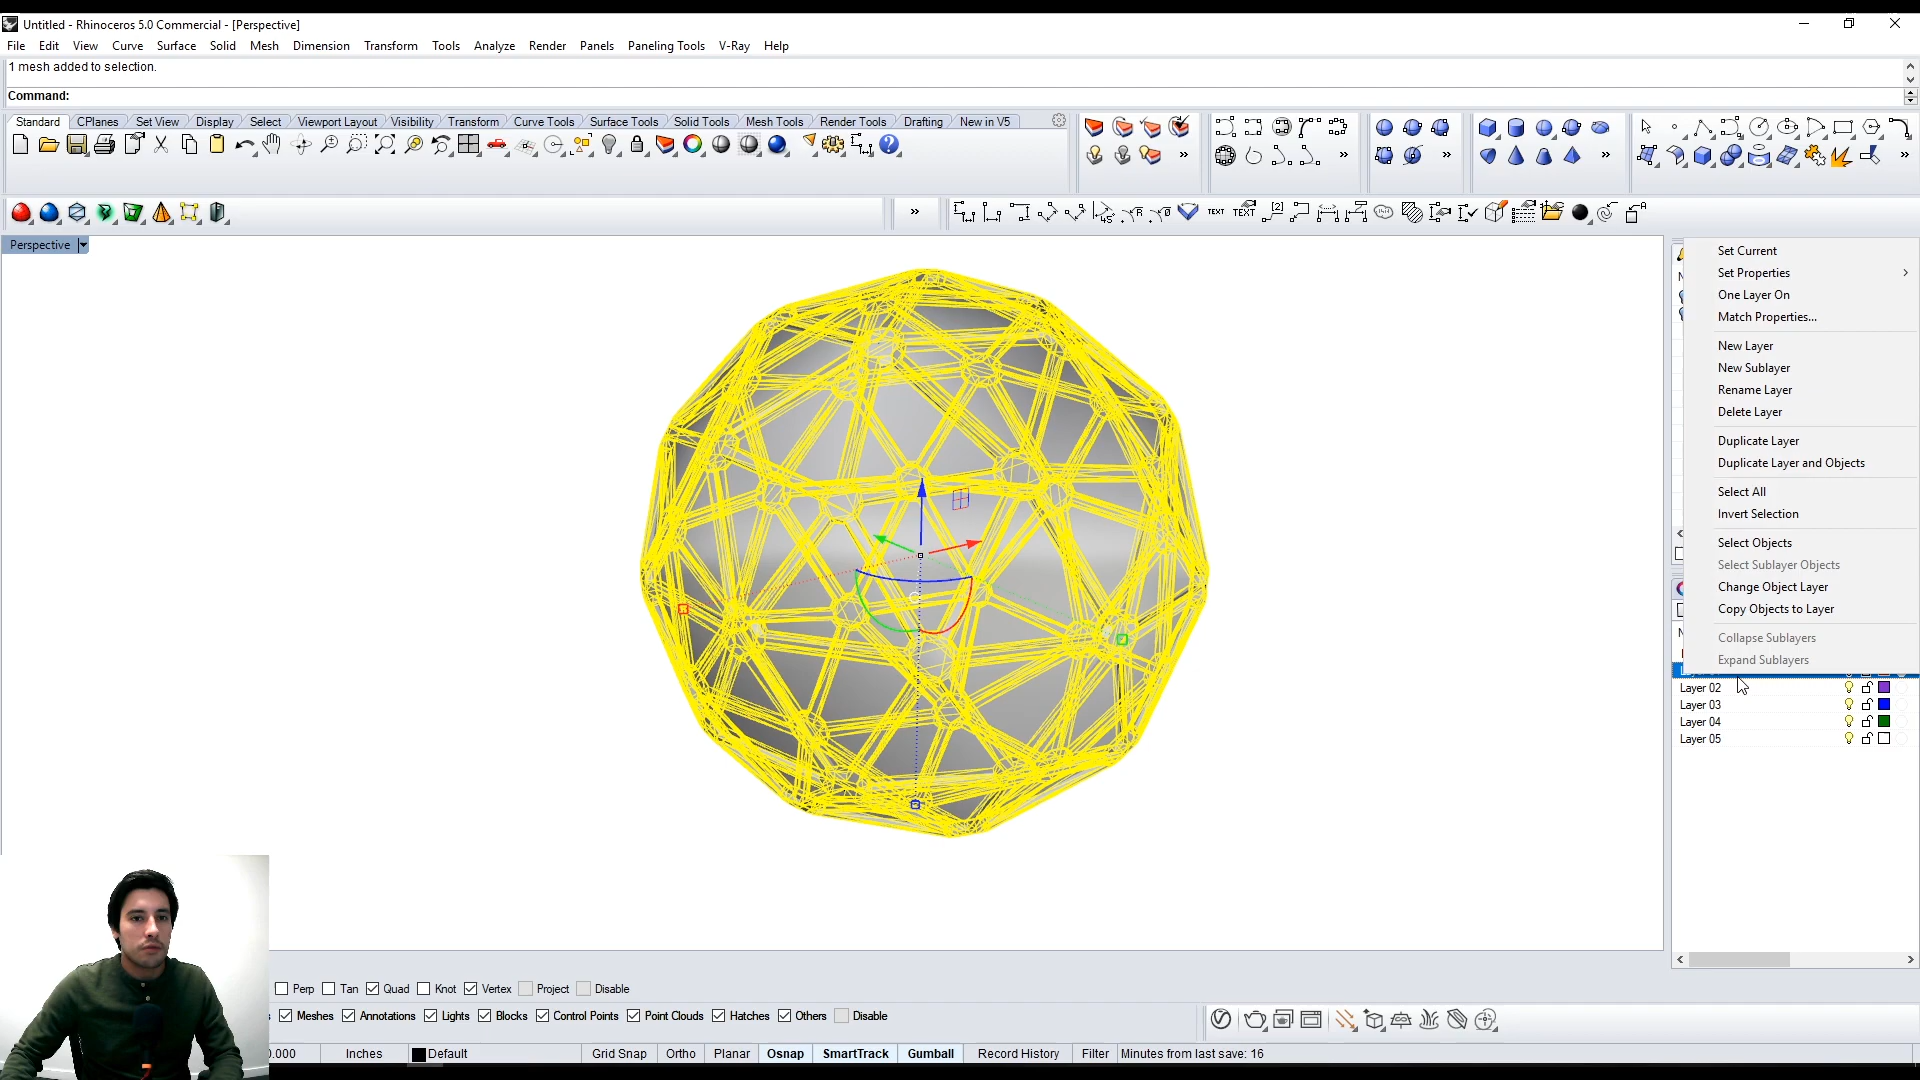 Untitled - Rhinoceros 5.0 Commercial - [Perspective]
File Edit View Curve Surface Solid Mesh Dimension Transform Tools Analyze Render Panels Paneling Tools V-Ray Help
1 mesh added to selection.
Command:
Standard CPlanes Set View Display Select Viewport Layout Visibility Transform Curve Tools Surface Tools Solid Tools Mesh Tools Render Tools Drafting New in V5
TEXT TEXT
Perspective
Set Current
Set Properties
One Layer On
Match Properties...
New Layer
New Sublayer
Rename Layer
Delete Layer
Duplicate Layer
Duplicate Layer and Objects
Select All
Invert Selection
Select Objects
Select Sublayer Objects
Change Object Layer
Copy Objects to Layer
Collapse Sublayers
Expand Sublayers
Layer 02
Layer 03
Layer 04
Layer 05
Perp Tan Quad Knot Vertex Project Disable
Meshes Annotations Lights Blocks Control Points Point Clouds Hatches Others Disable
0.000 Inches Default Grid Snap Ortho Planar Osnap SmartTrack Gumball Record History Filter Minutes from last save: 16